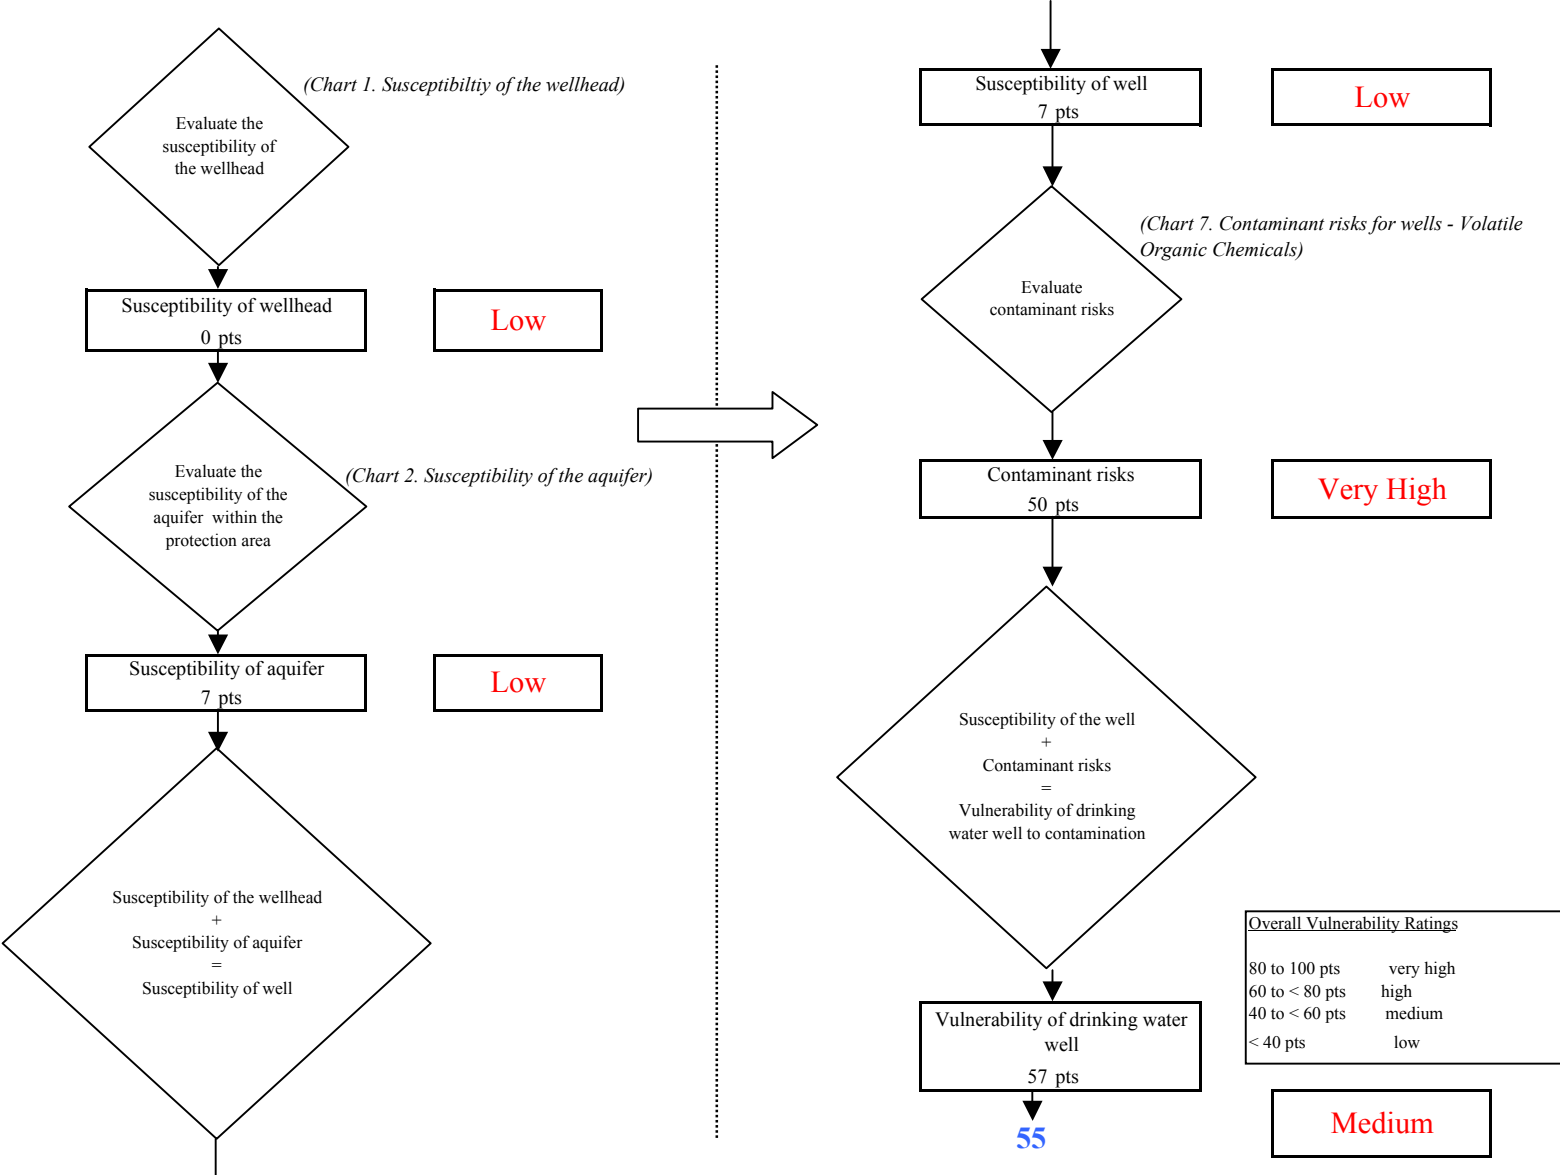 (Chart 1. Susceptibiltiy of the wellhead)
Evaluate the
susceptibility of
the wellhead
Susceptibility of wellhead
0 pts
Low
Evaluate the
susceptibility of the
aquifer within the
protection area
(Chart 2. Susceptibility of the aquifer)
Susceptibility of aquifer
7 pts
Low
Susceptibility of the wellhead
+
Susceptibility of aquifer
=
Susceptibility of well
Susceptibility of well
7 pts
Low
(Chart 7. Contaminant risks for wells - Volatile
Organic Chemicals)
Evaluate
contaminant risks
Contaminant risks
50 pts
Very High
Susceptibility of the well
+
Contaminant risks
=
Vulnerability of drinking
water well to contamination
Overall Vulnerability Ratings
80 to 100 pts very high
60 to < 80 pts high
40 to < 60 pts medium
< 40 pts low
Vulnerability of drinking water
well
57 pts
55
Medium